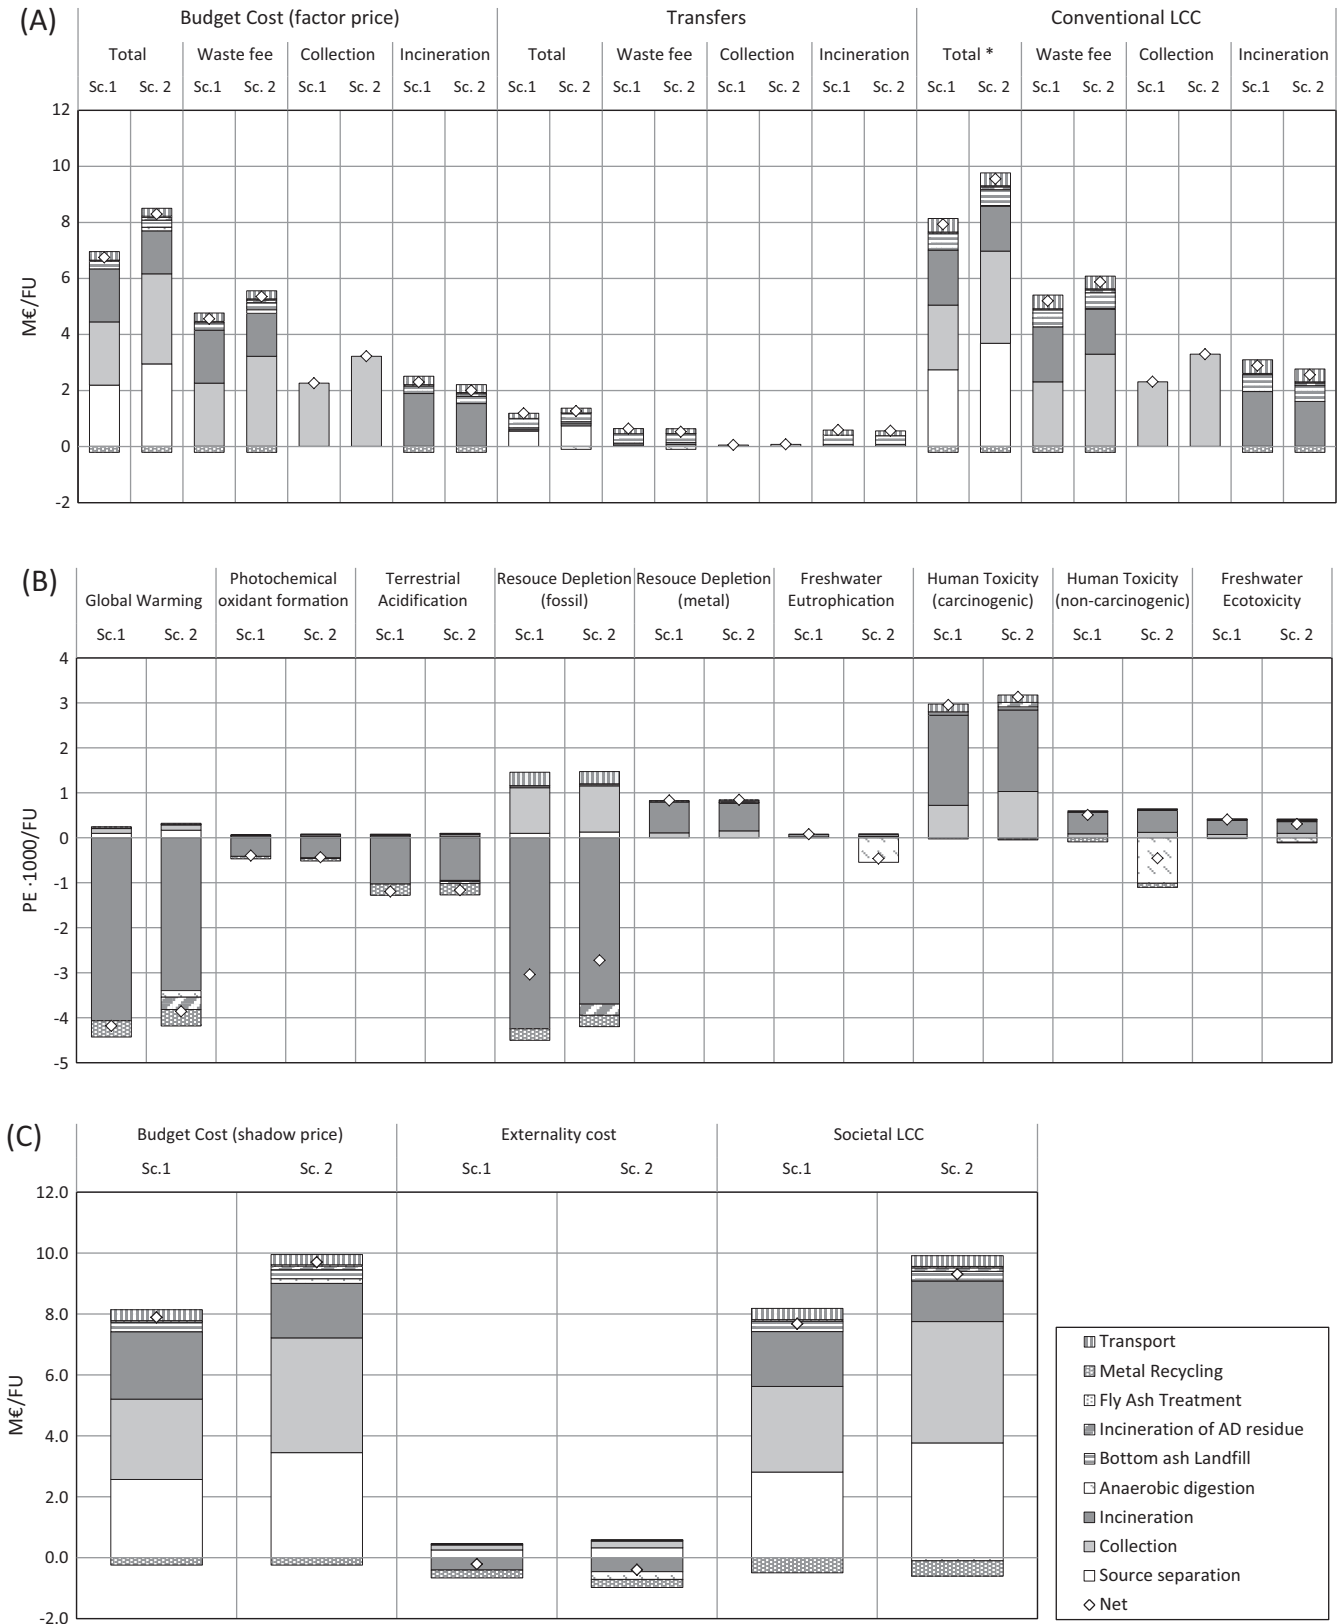 (A)
Budget Cost (factor price) Transfers Conventional LCC
Total Waste fee Collection Incineration Total Waste fee Collection Incineration Total * Waste fee Collection Incineration
Sc.1 Sc. 2 Sc.1 Sc. 2 Sc.1 Sc. 2 Sc.1 Sc. 2 Sc.1 Sc. 2 Sc.1 Sc. 2 Sc.1 Sc. 2 Sc.1 Sc. 2 Sc.1 Sc. 2 Sc.1 Sc. 2 Sc.1 Sc. 2 Sc.1 Sc. 2
12
10
8
6
4
2
0
-2
M€/FU
(B)
Global Warming
Photochemical
oxidant formation
Terrestrial
Acidification
Resouce Depletion
(fossil)
Resouce Depletion
(metal)
Freshwater
Eutrophication
Human Toxicity
(carcinogenic)
Human Toxicity
(non-carcinogenic)
Freshwater
Ecotoxicity
Sc.1 Sc. 2 Sc.1 Sc. 2 Sc.1 Sc. 2 Sc.1 Sc. 2 Sc.1 Sc. 2 Sc.1 Sc. 2 Sc.1 Sc. 2 Sc.1 Sc. 2 Sc.1 Sc. 2
4
3
2
1
0
-1
-2
-3
-4
-5
PE ·1000/FU
(C)
Budget Cost (shadow price) Externality cost Societal LCC
Sc.1 Sc. 2 Sc.1 Sc. 2 Sc.1 Sc. 2
12.0
10.0
8.0
6.0
4.0
2.0
0.0
-2.0
M€/FU
Transport
Metal Recycling
Fly Ash Treatment
Incineration of AD residue
Bottom ash Landfill
Anaerobic digestion
Incineration
Collection
Source separation
Net